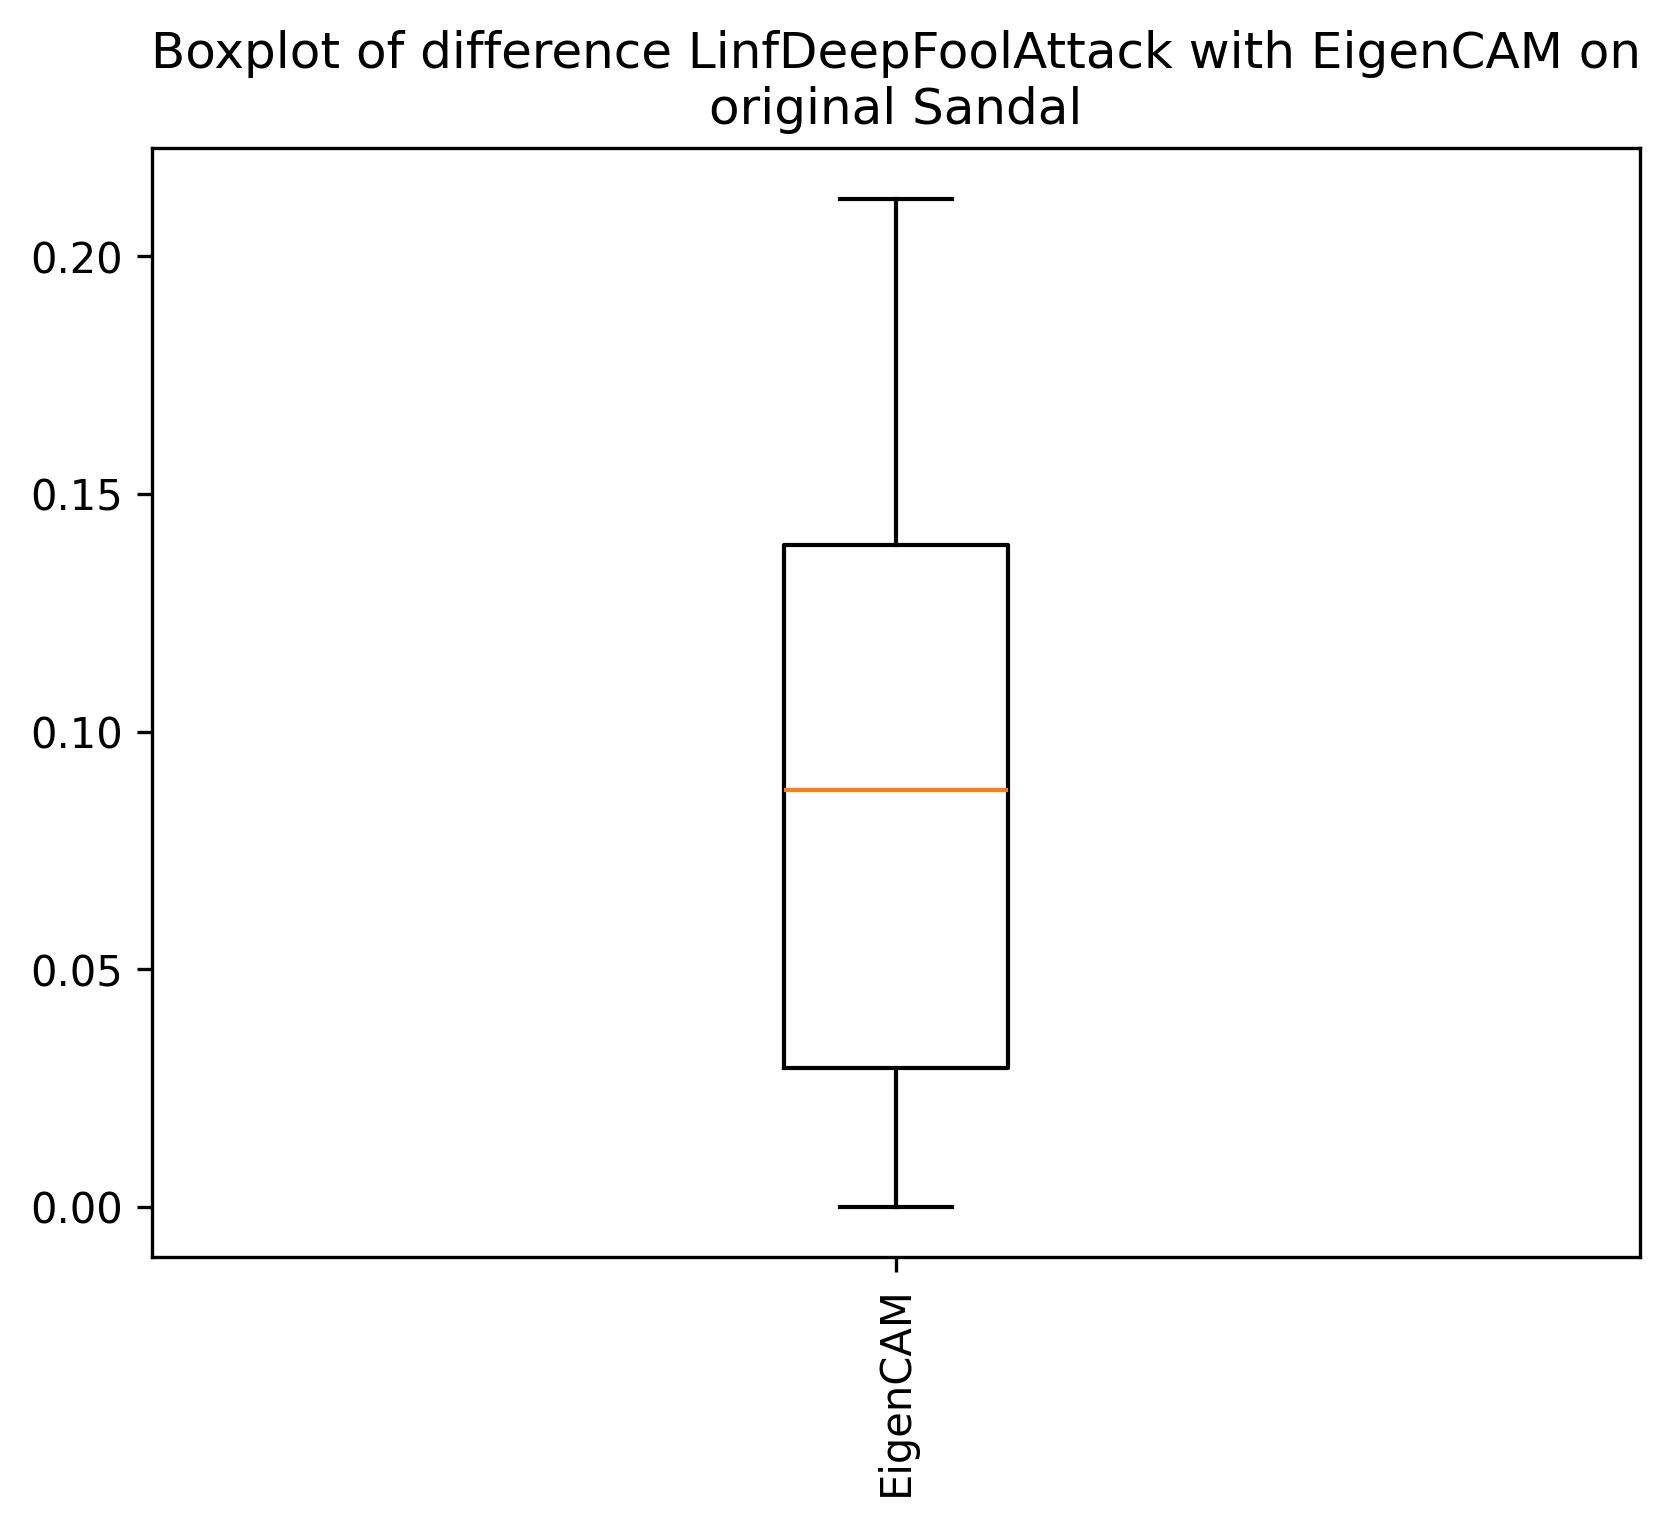 Boxplot of difference LinfDeepFoolAttack with EigenCAM on
original Sandal
0.20
0.15
0.10
0.05
0.00
EigenCAM